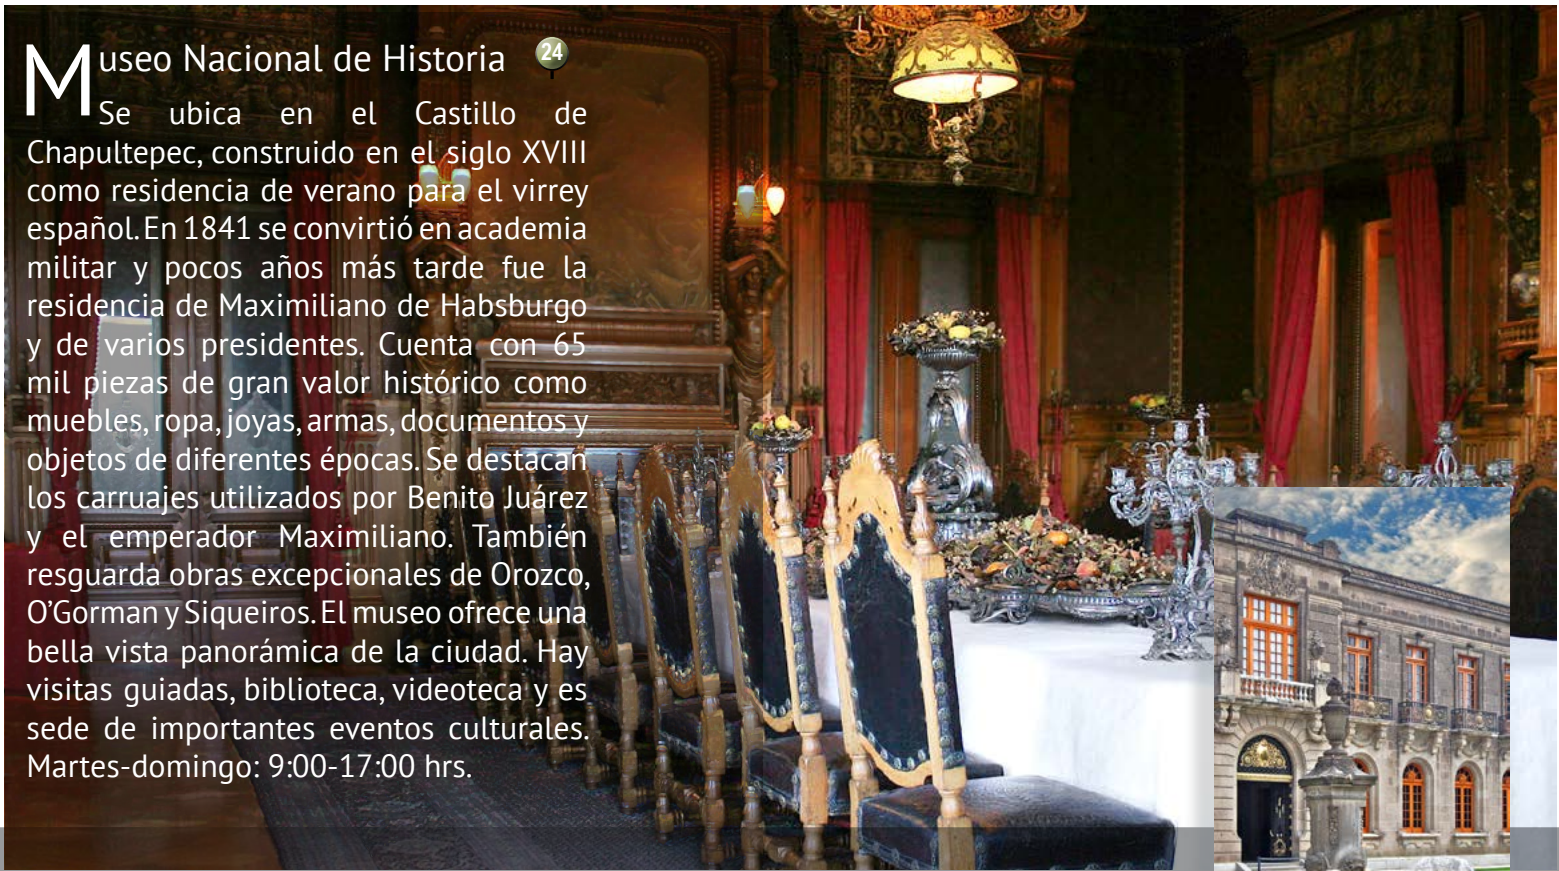 Museo Nacional de Historia 24
Se ubica en el Castillo de
Chapultepec, construido en el siglo XVIII
como residencia de verano para el virrey
español. En 1841 se convirtió en academia
militar y pocos años más tarde fue la
residencia de Maximiliano de Habsburgo
y de varios presidentes. Cuenta con 65
mil piezas de gran valor histórico como
muebles, ropa, joyas, armas, documentos y
objetos de diferentes épocas. Se destacan
los carruajes utilizados por Benito Juárez
y el emperador Maximiliano. También
resguarda obras excepcionales de Orozco,
O’Gorman y Siqueiros. El museo ofrece una
bella vista panorámica de la ciudad. Hay
visitas guiadas, biblioteca, videoteca y es
sede de importantes eventos culturales.
Martes-domingo: 9:00-17:00 hrs.